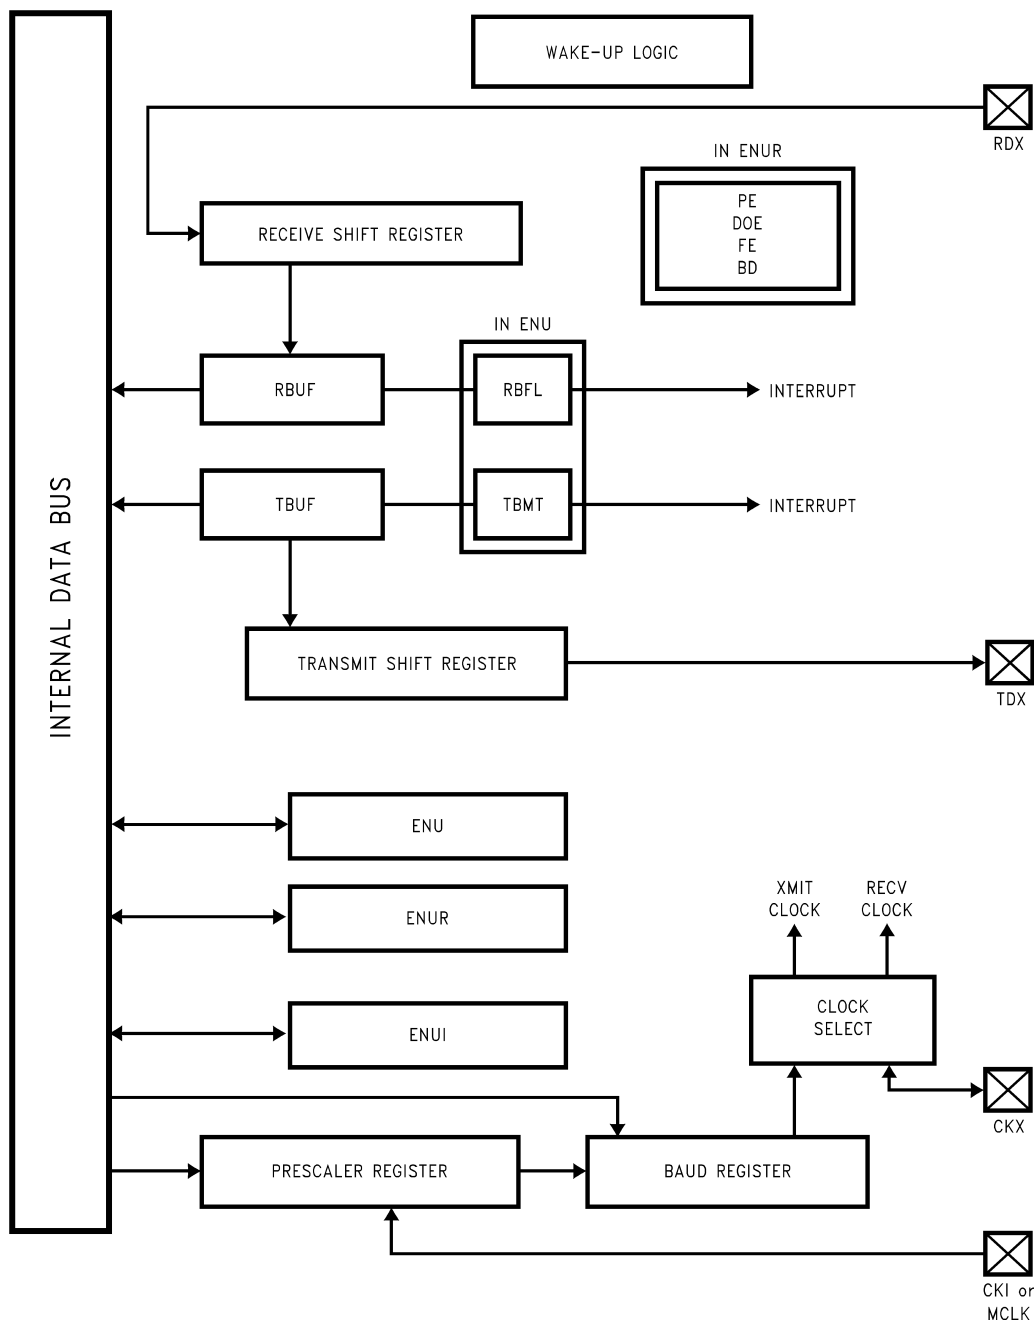 WAKE-UP LOGIC
RDX
IN ENUR
PE
DOE
FE
BD
RECEIVE SHIFT REGISTER
IN ENU
RBUF
RBFL
INTERRUPT
TBUF
TBMT
INTERRUPT
INTERNAL DATA BUS
TRANSMIT SHIFT REGISTER
TDX
ENU
ENUR
XMIT
CLOCK
RECV
CLOCK
ENUI
CLOCK
SELECT
CKX
PRESCALER REGISTER
BAUD REGISTER
CKI or
MCLK